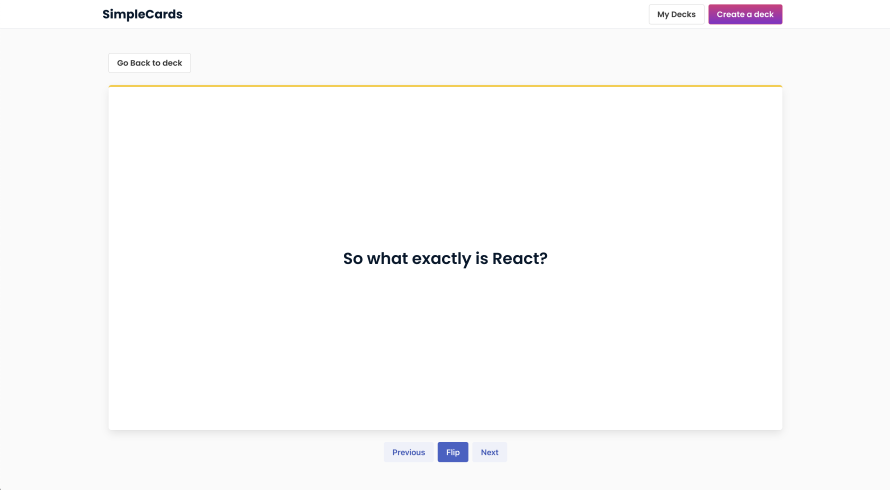 SimpleCards
My Decks
Create a deck
Go Back to deck
So what exactly is React?
Previous
Flip
Next